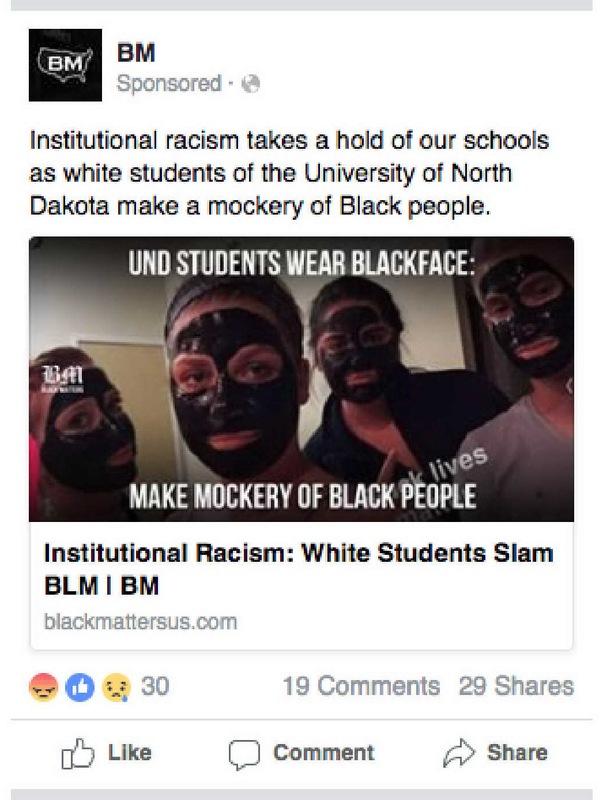 BM
BM
Sponsored ·
Institutional racism takes a hold of our schools
as white students of the University of North
Dakota make a mockery of Black people.
UND STUDENTS WEAR BLACKFACE:
BM
BLACK MATTERS
lives
MAKE MOCKERY OF BLACK PEOPLE
Institutional Racism: White Students Slam
BLM I BM
blackmattersus.com
30
19 Comments 29 Shares
Like Comment Share